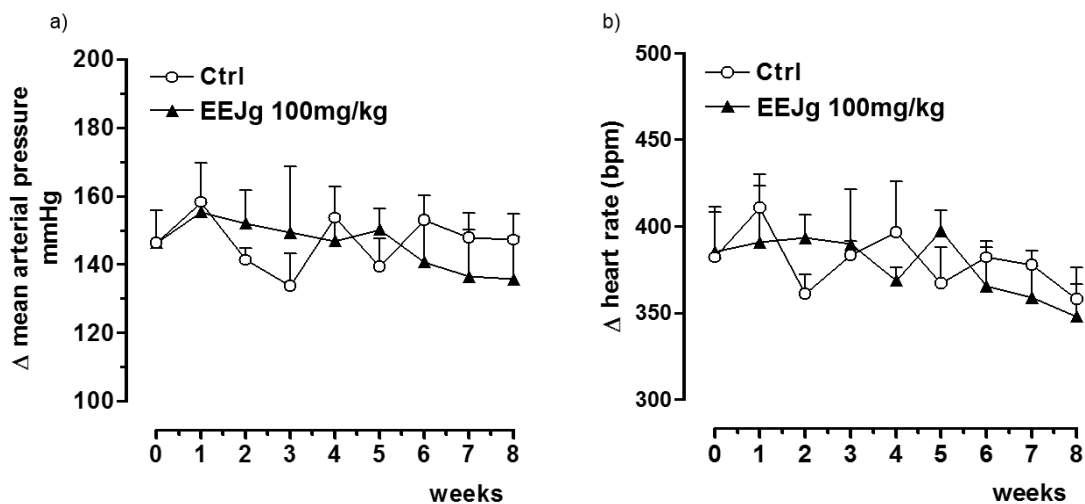 a)
Δ mean arterial pressure
mmHg
200
180
160
140
120
100
Ctrl
EEJg 100mg/kg
0 1 2 3 4 5 6 7 8
weeks
b)
Δ heart rate (bpm)
500
450
400
350
300
Ctrl
EEJg 100mg/kg
0 1 2 3 4 5 6 7 8
weeks